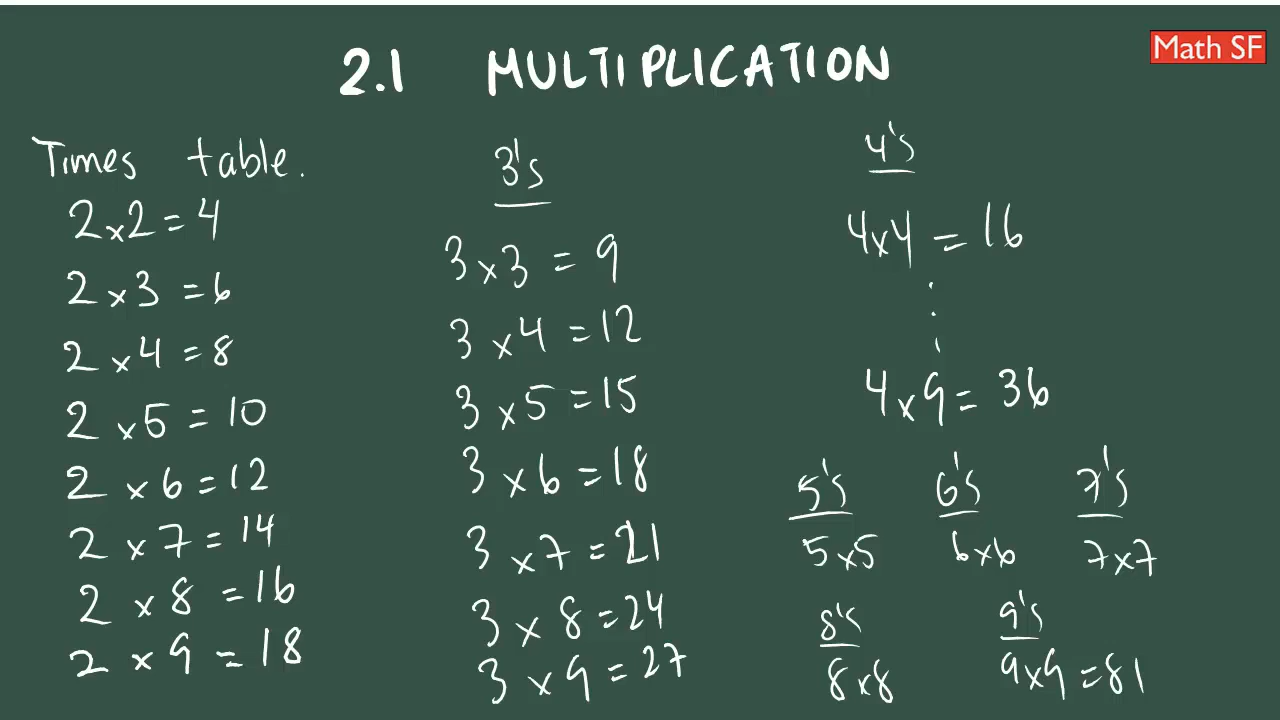 Math SF
2.1 MULTIPLICATION
Times table.
2x2=4
2x3=6
2x4=8
2x5=10
2x6=12
2x7=14
2x8=16
2x9=18
3's
3x3=9
3x4=12
3x5=15
3x6=18
3x7=21
3x8=24
3x9=27
4's
4x4=16
.
.
.
4x9=36
5's 6's 7's
5x5 6x6 7x7
8's 9's
8x8 9x9=81